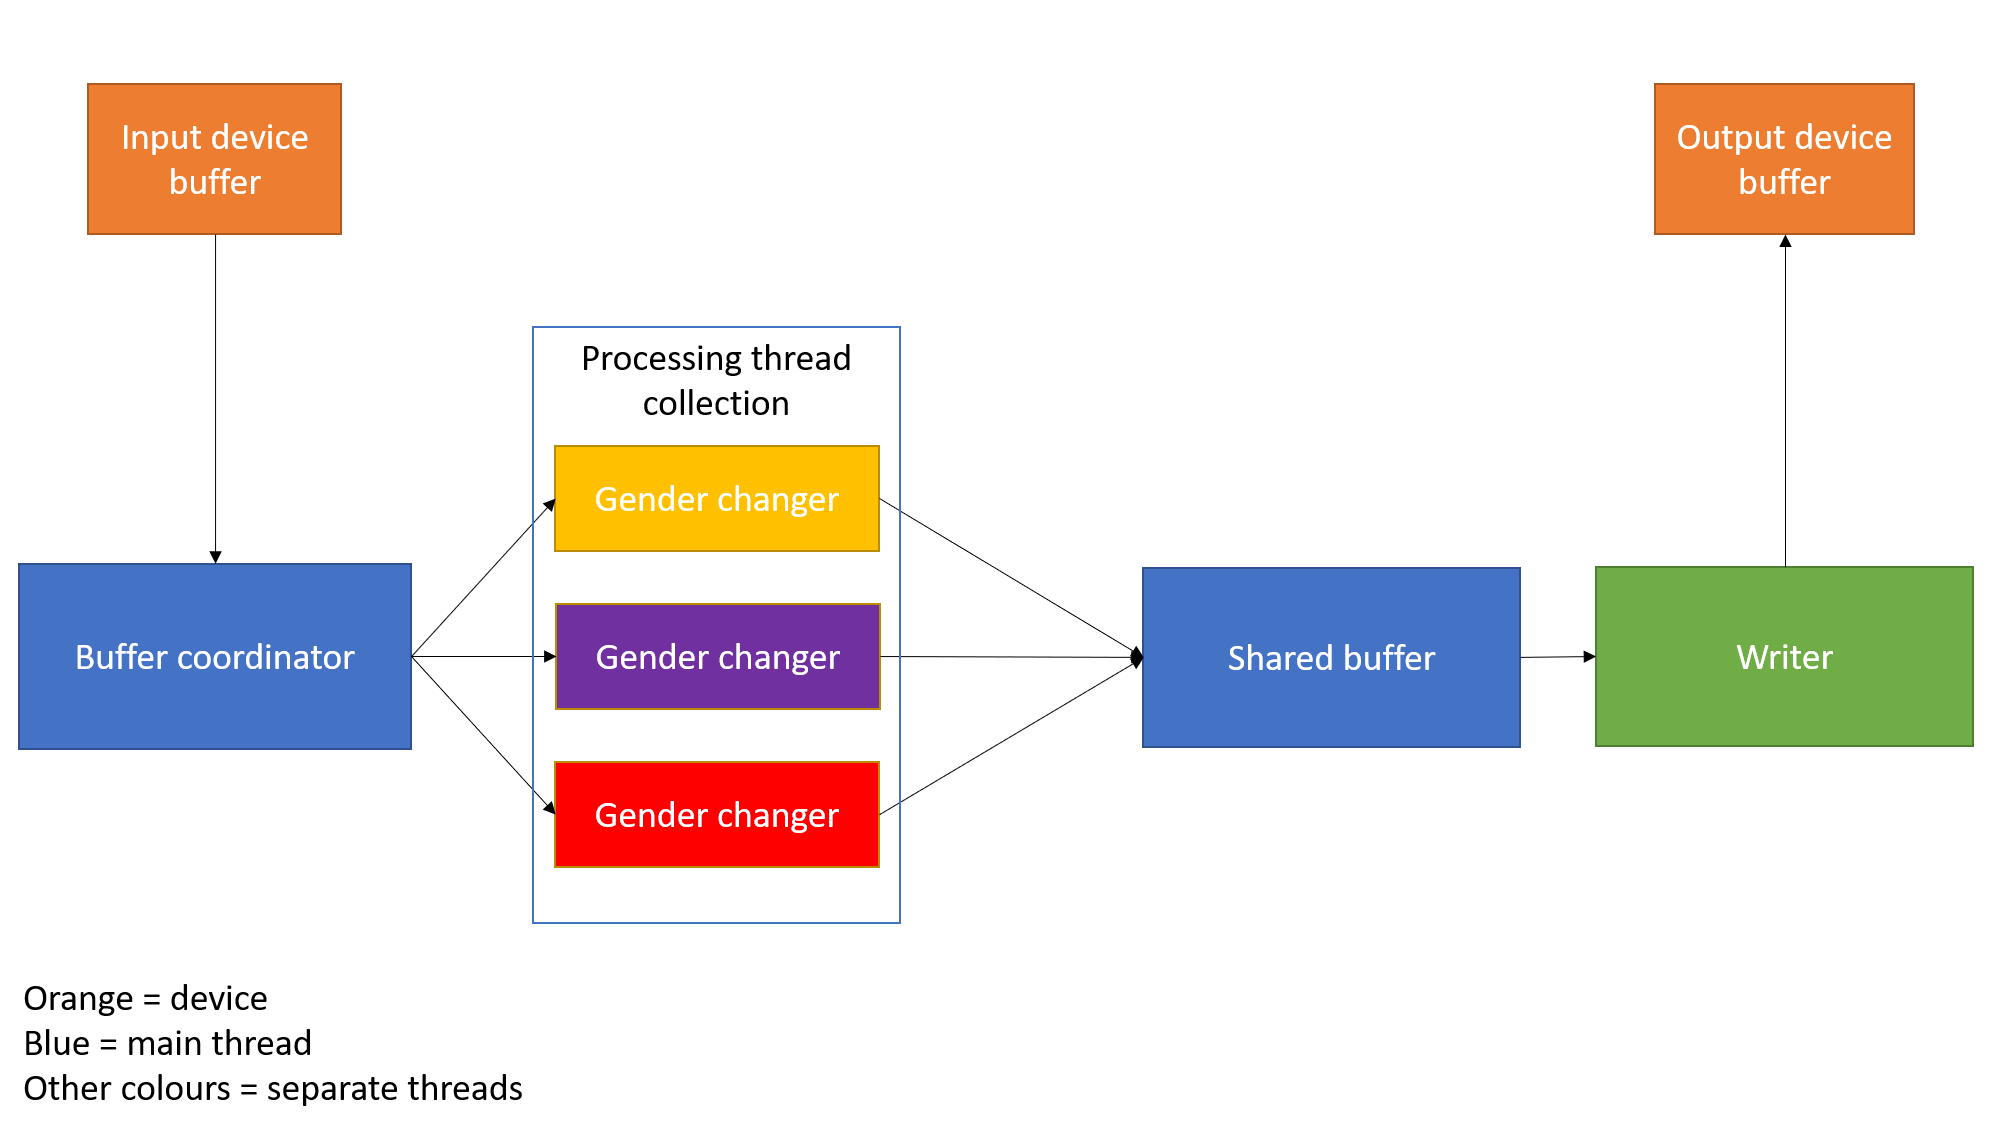 Input device
buffer
Output device
buffer
Processing thread
collection
Gender changer
Buffer coordinator
Gender changer
Shared buffer
Writer
Gender changer
Orange = device
Blue = main thread
Other colours = separate threads